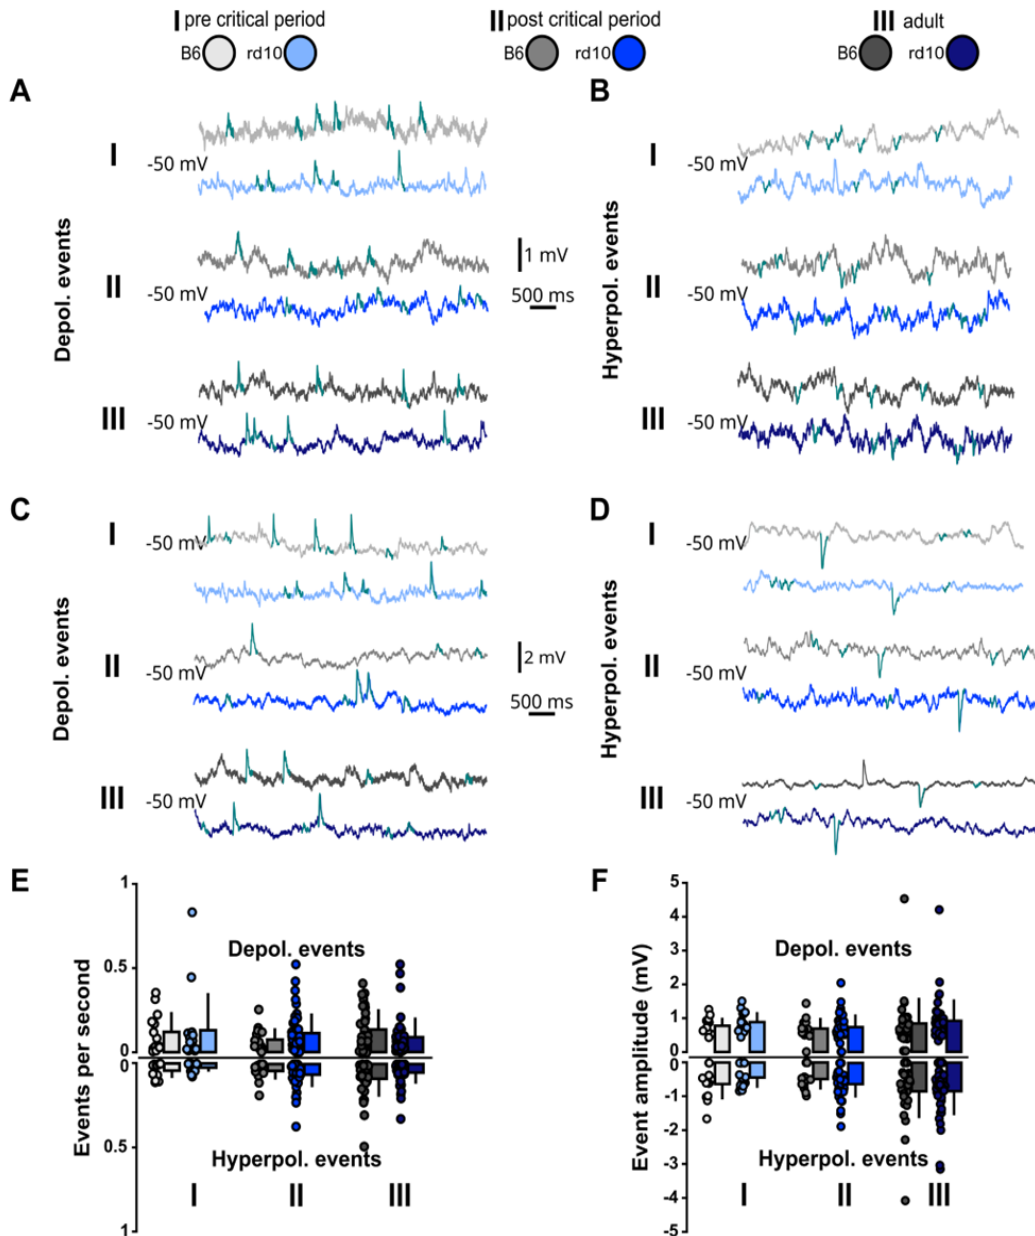 I pre critical period
II post critical period
III adult
B6 rd10
B6 rd10
B6 rd10
A
B
Depol. events
I
-50 mV
II
-50 mV
III
-50 mV
1 mV
500 ms
Hyperpol. events
I
-50 mV
II
-50 mV
III
-50 mV
C
D
Depol. events
I
-50 mV
II
-50 mV
III
-50 mV
2 mV
500 ms
Hyperpol. events
I
-50 mV
II
-50 mV
III
-50 mV
E
Events per second
1
0.5
0
0
0.5
1
Depol. events
Hyperpol. events
I II III
F
Event amplitude (mV)
5
4
3
2
1
0
0
-1
-2
-3
-4
-5
Depol. events
Hyperpol. events
I II III